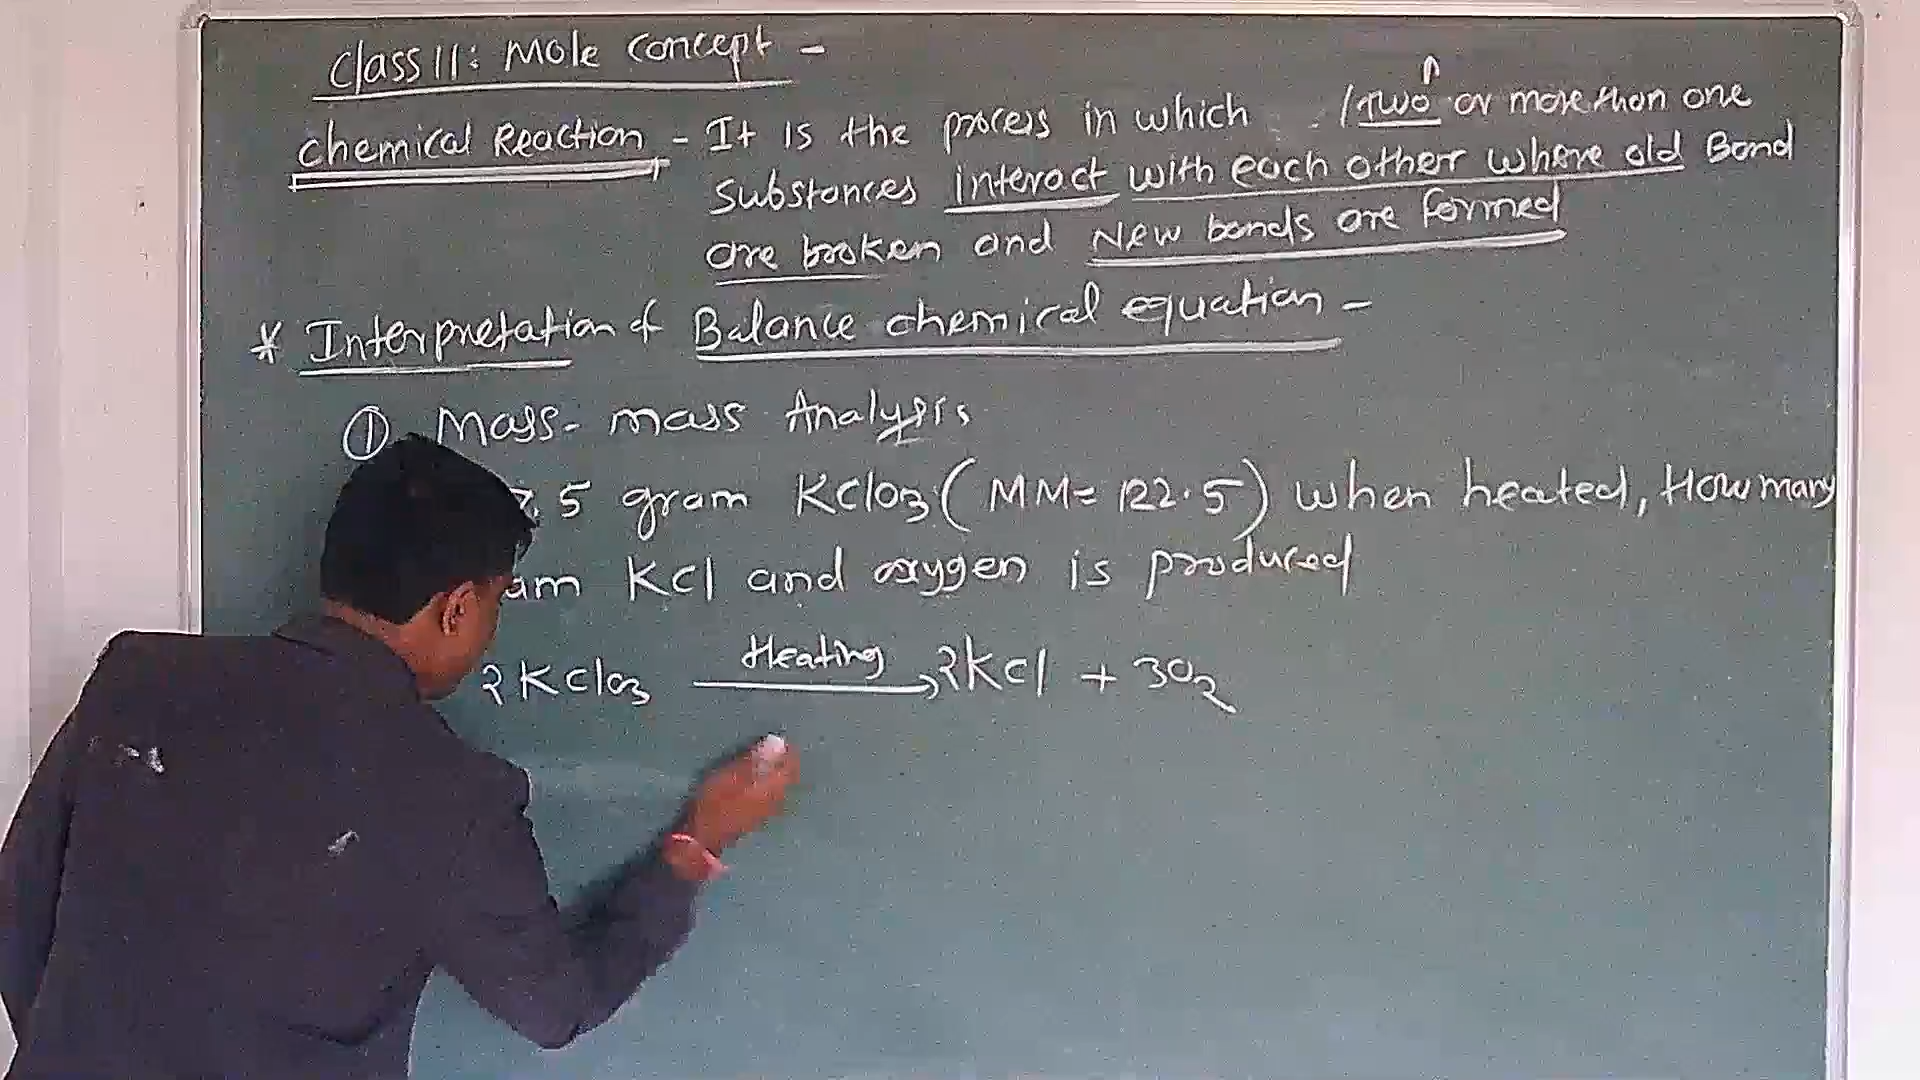 Class 11: Mole concept -
chemical Reaction - It is the process in which / Two or more than one
Substances interact with each other where old Bond
are broken and New bonds are formed
* Interpretation of Balance chemical equation -
① Mass - mass Analysis
.5 gram KClO3 (MM= 122.5) when heated, How many
am KCl and oxygen is produced
2KClO3 Heating → 2KCl + 3O2